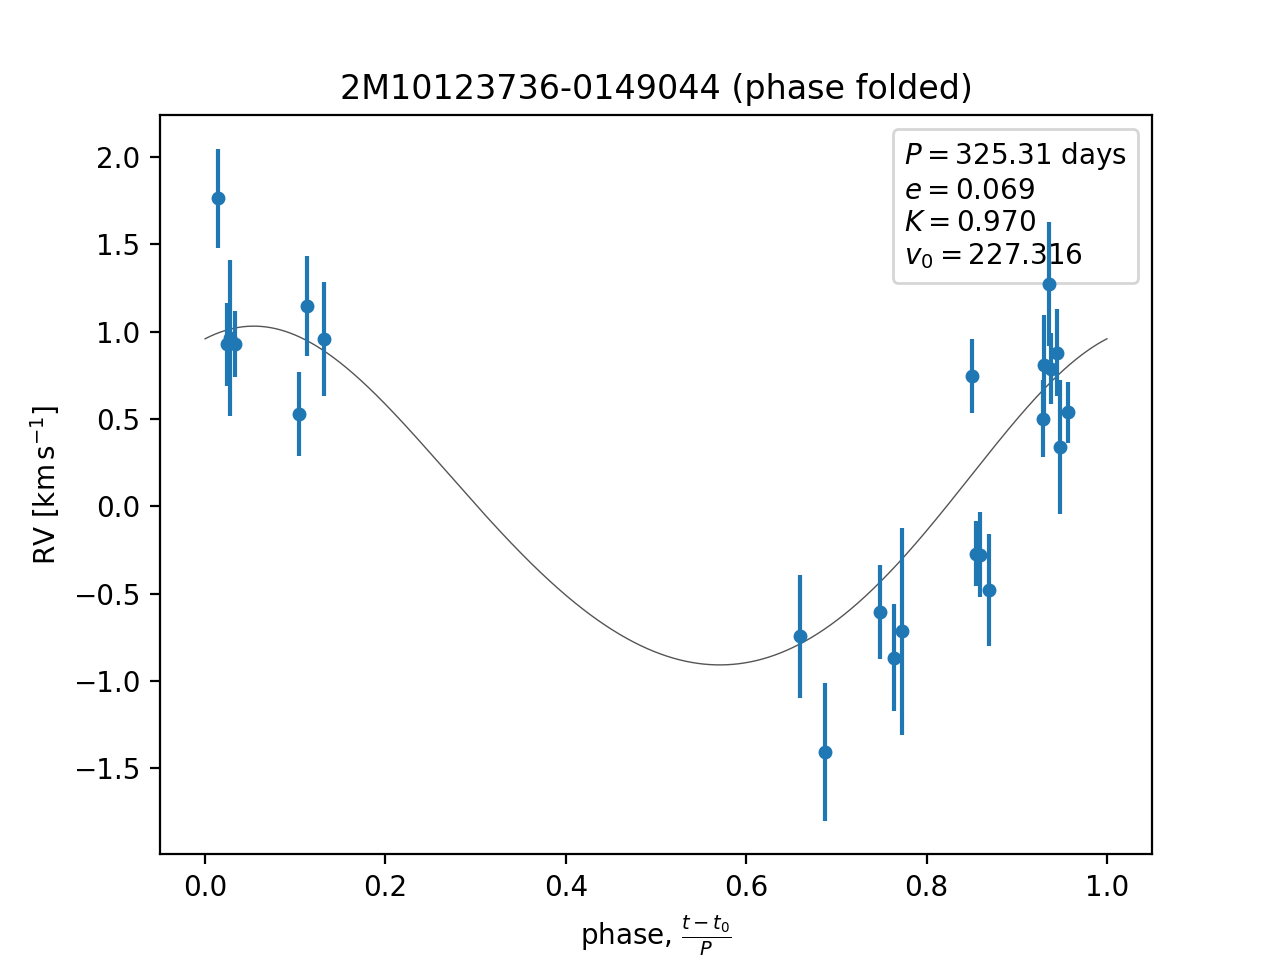 2M10123736-0149044 (phase folded)
P = 325.31 days
e = 0.069
K = 0.970
v₀ = 227.316
RV [km s⁻¹]
2.0
1.5
1.0
0.5
0.0
−0.5
−1.0
−1.5
0.0 0.2 0.4 0.6 0.8 1.0
phase, (t − t₀)/P